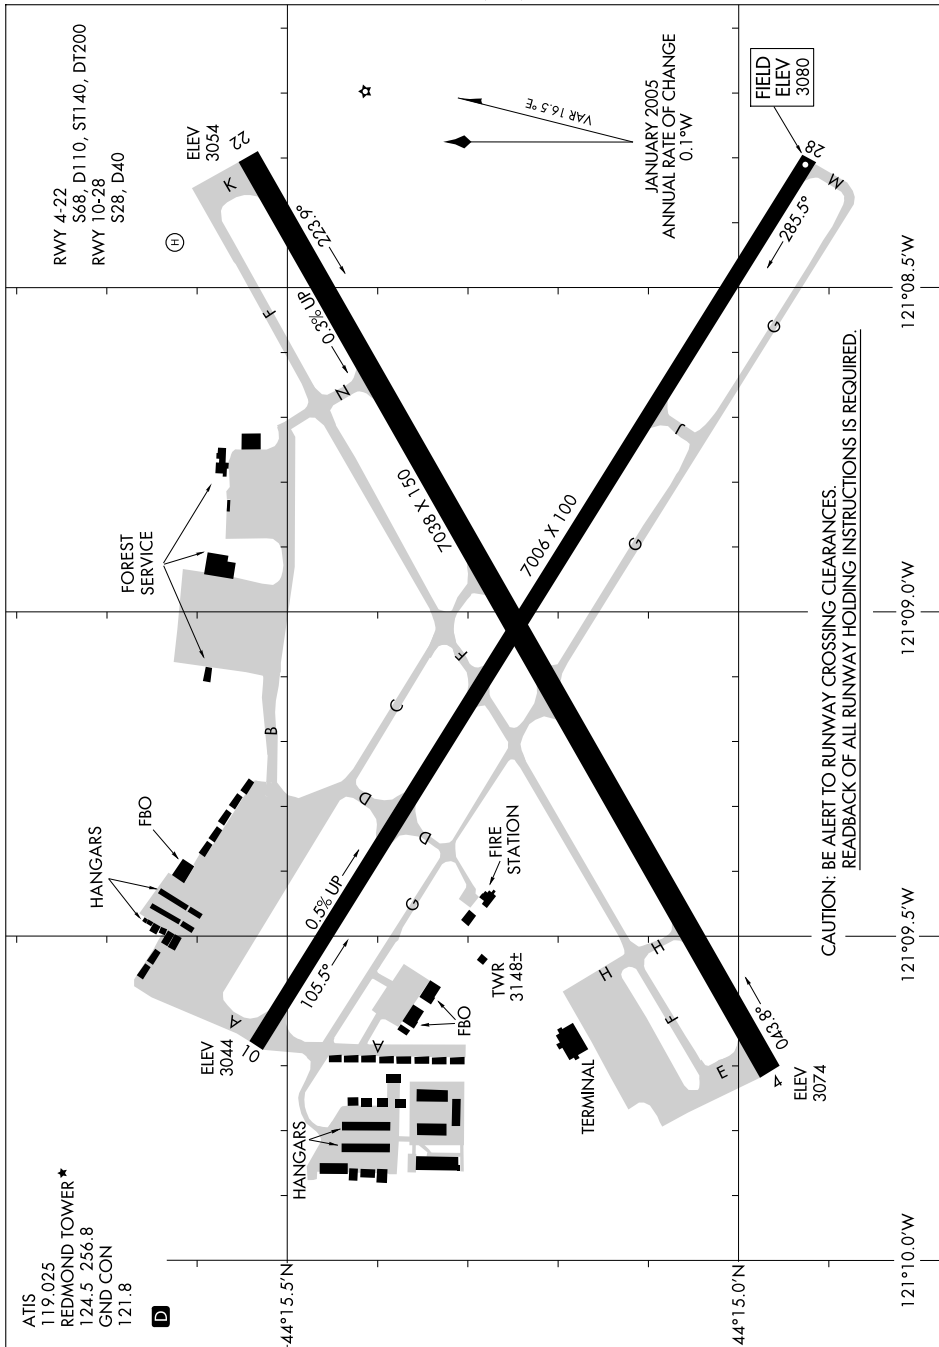 ATIS
119.025
REDMOND TOWER★
124.5 256.8
GND CON
121.8
D
RWY 4-22
S68, D110, ST140, DT200
RWY 10-28
S28, D40
H
ELEV
3054
22
K
223.9°
0.3% UP
F
N
VAR 16.5°E
JANUARY 2005
ANNUAL RATE OF CHANGE
0.1°W
FIELD
ELEV
3080
28
M
285.5°
G
J
G
7038 X 150
7006 X 100
FOREST
SERVICE
B
C
F
D
D
HANGARS
FBO
G
0.5% UP
105.5°
A
ELEV
3044
10
FIRE
STATION
TWR
3148±
FBO
A
HANGARS
TERMINAL
H
H
F
E
043.8°
4
ELEV
3074
CAUTION: BE ALERT TO RUNWAY CROSSING CLEARANCES.
READBACK OF ALL RUNWAY HOLDING INSTRUCTIONS IS REQUIRED.
44°15.5'N
44°15.0'N
121°10.0'W
121°09.5'W
121°09.0'W
121°08.5'W